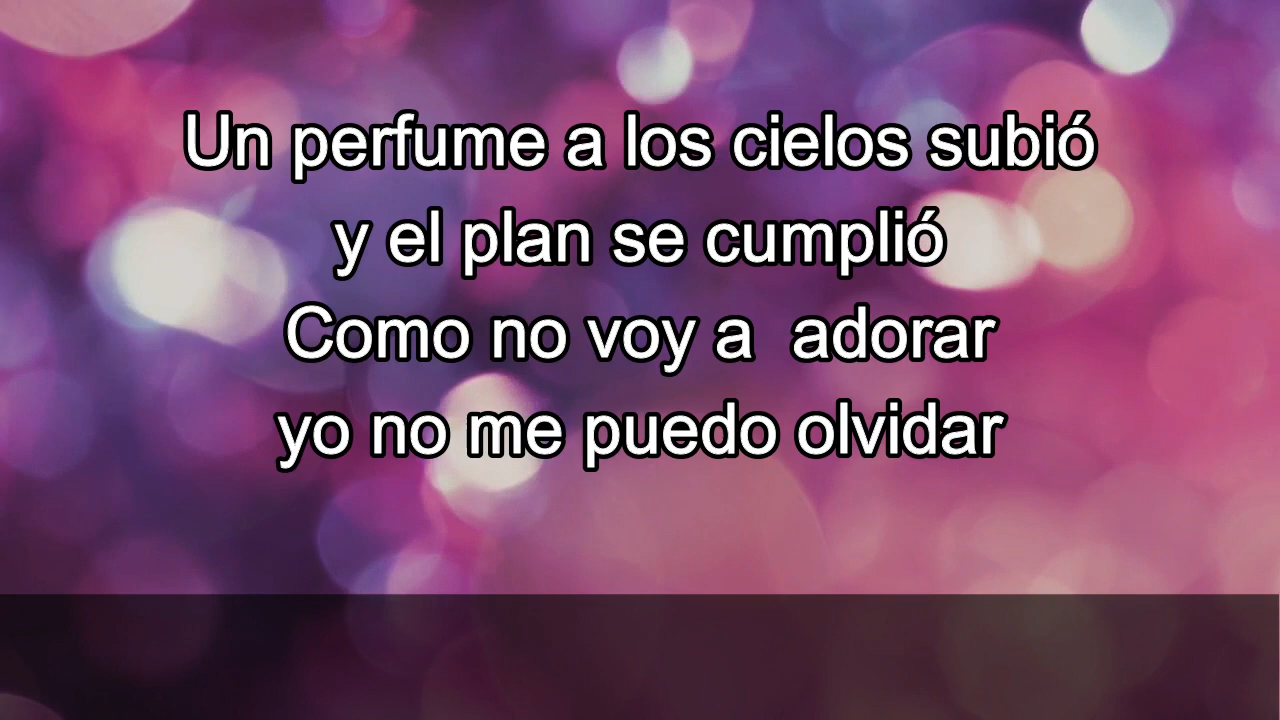 Un perfume a los cielos subió
y el plan se cumplió
Como no voy a  adorar
yo no me puedo olvidar